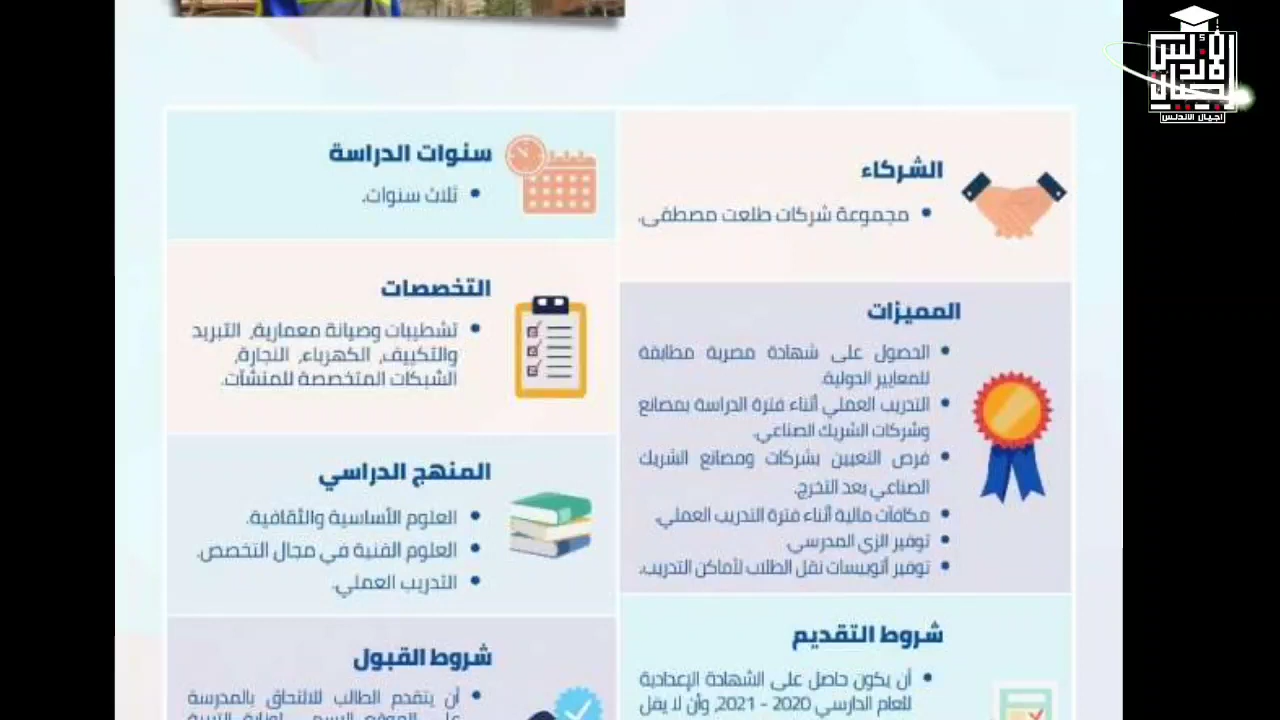 الشركاء
مجموعة شركات طلعت مصطفى.
المميزات
الحصول على شهادة مصرية مطابقة
للمعايير الدولية.
التدريب العملي أثناء فترة الدراسة بمصانع
وشركات الشريك الصناعي.
فرص التعيين بشركات ومصانع الشريك
الصناعي بعد التخرج.
مكافآت مالية أثناء فترة التدريب العملي.
توفير الزي المدرسي.
توفير أتوبيسات نقل الطلاب لأماكن التدريب.
شروط التقديم
أن يكون حاصل على الشهادة الإعدادية
للعام الدارسي 2020 - 2021، وأن لا يقل
سنوات الدراسة
ثلاث سنوات.
التخصصات
تشطيبات وصيانة معمارية، التبريد
والتكييف، الكهرباء، النجارة،
الشبكات المتخصصة للمنشآت.
المنهج الدراسي
العلوم الأساسية والثقافية.
العلوم الفنية في مجال التخصص.
التدريب العملي.
شروط القبول
أن يتقدم الطالب للالتحاق بالمدرسة
اجيال الاندلس